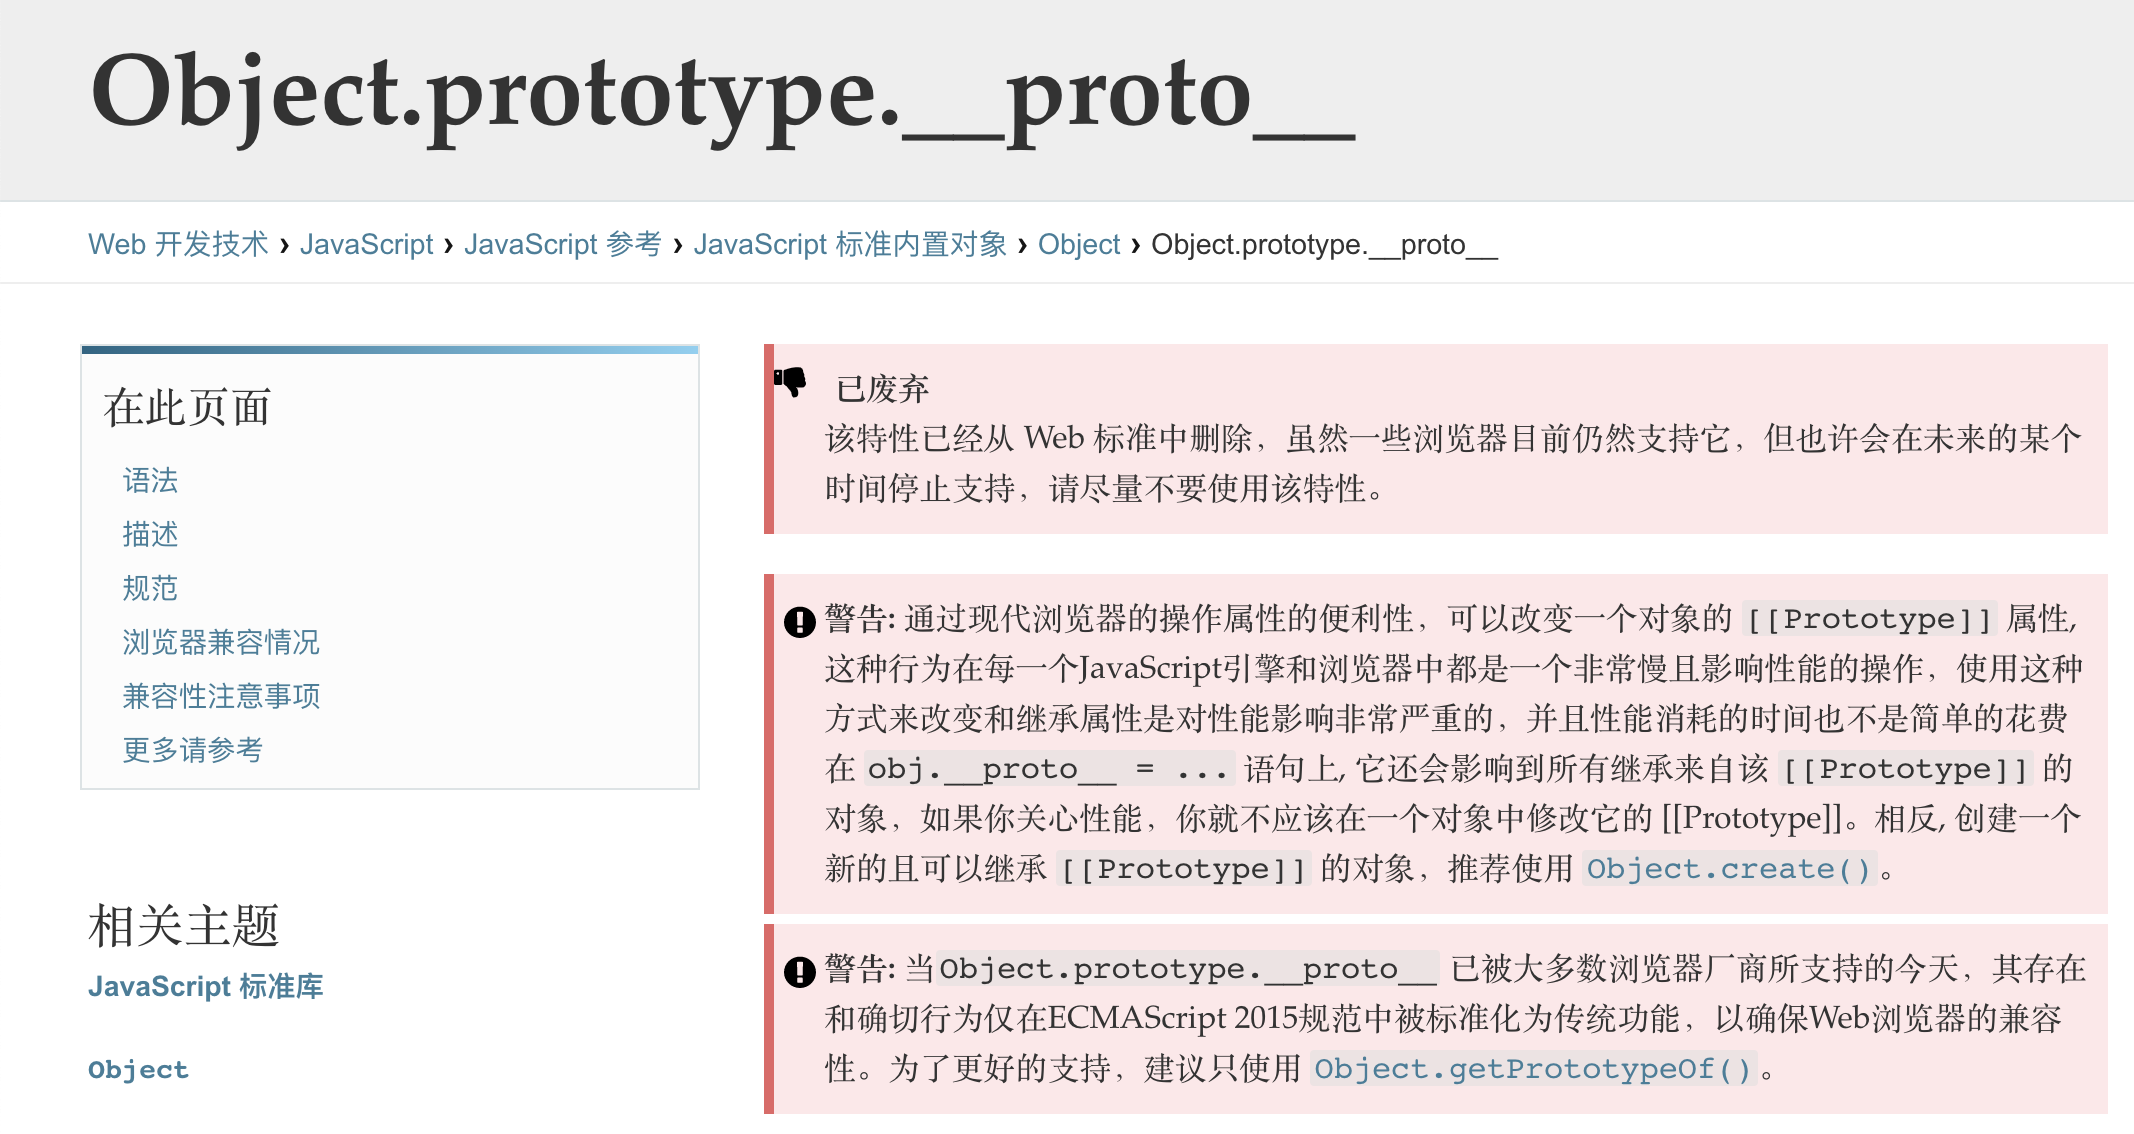 Object.prototype.__proto__
Web 开发技术 › JavaScript › JavaScript 参考 › JavaScript 标准内置对象 › Object › Object.prototype.__proto__
在此页面
语法
描述
规范
浏览器兼容情况
兼容性注意事项
更多请参考
相关主题
JavaScript 标准库
Object
已废弃
该特性已经从 Web 标准中删除，虽然一些浏览器目前仍然支持它，但也许会在未来的某个
时间停止支持，请尽量不要使用该特性。
警告: 通过现代浏览器的操作属性的便利性，可以改变一个对象的 [[Prototype]] 属性,
这种行为在每一个JavaScript引擎和浏览器中都是一个非常慢且影响性能的操作，使用这种
方式来改变和继承属性是对性能影响非常严重的，并且性能消耗的时间也不是简单的花费
在 obj.__proto__ = ... 语句上, 它还会影响到所有继承来自该 [[Prototype]] 的
对象，如果你关心性能，你就不应该在一个对象中修改它的 [[Prototype]]。相反, 创建一个
新的且可以继承 [[Prototype]] 的对象，推荐使用 Object.create()。
警告: 当Object.prototype.__proto__ 已被大多数浏览器厂商所支持的今天，其存在
和确切行为仅在ECMAScript 2015规范中被标准化为传统功能，以确保Web浏览器的兼容
性。为了更好的支持，建议只使用 Object.getPrototypeOf()。